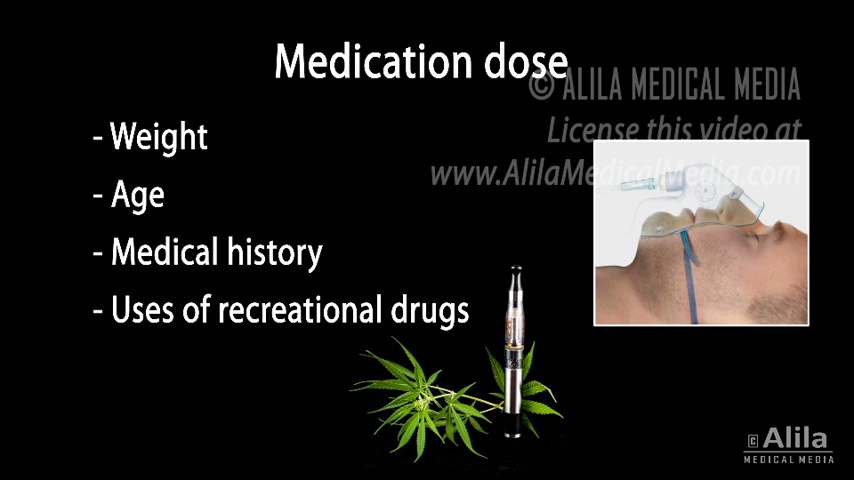 Medication dose
© ALILA MEDICAL MEDIA
License this video at
www.AlilaMedicalMedia.com
- Weight
- Age
- Medical history
- Uses of recreational drugs
© Alila
MEDICAL MEDIA